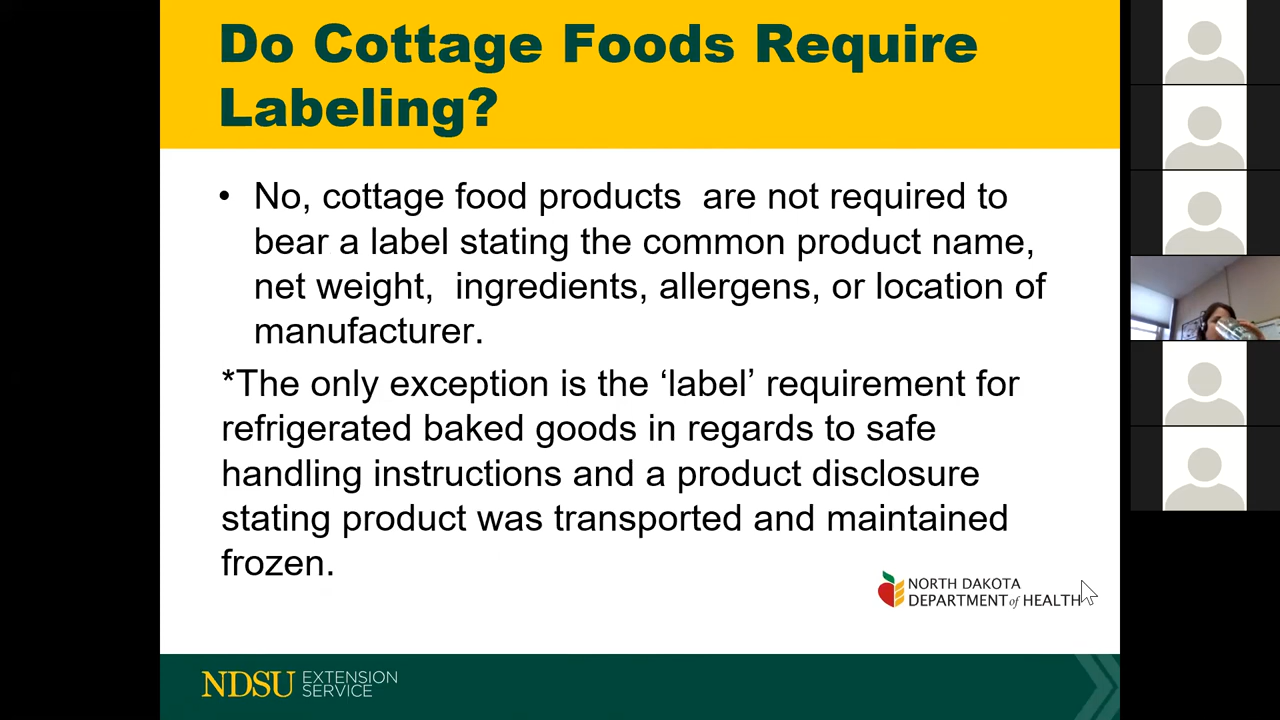 Do Cottage Foods Require
Labeling?
• No, cottage food products are not required to
bear a label stating the common product name,
net weight, ingredients, allergens, or location of
manufacturer.
*The only exception is the ‘label’ requirement for
refrigerated baked goods in regards to safe
handling instructions and a product disclosure
stating product was transported and maintained
frozen.
NORTH DAKOTA
DEPARTMENT of HEALTH
NDSU EXTENSION
SERVICE